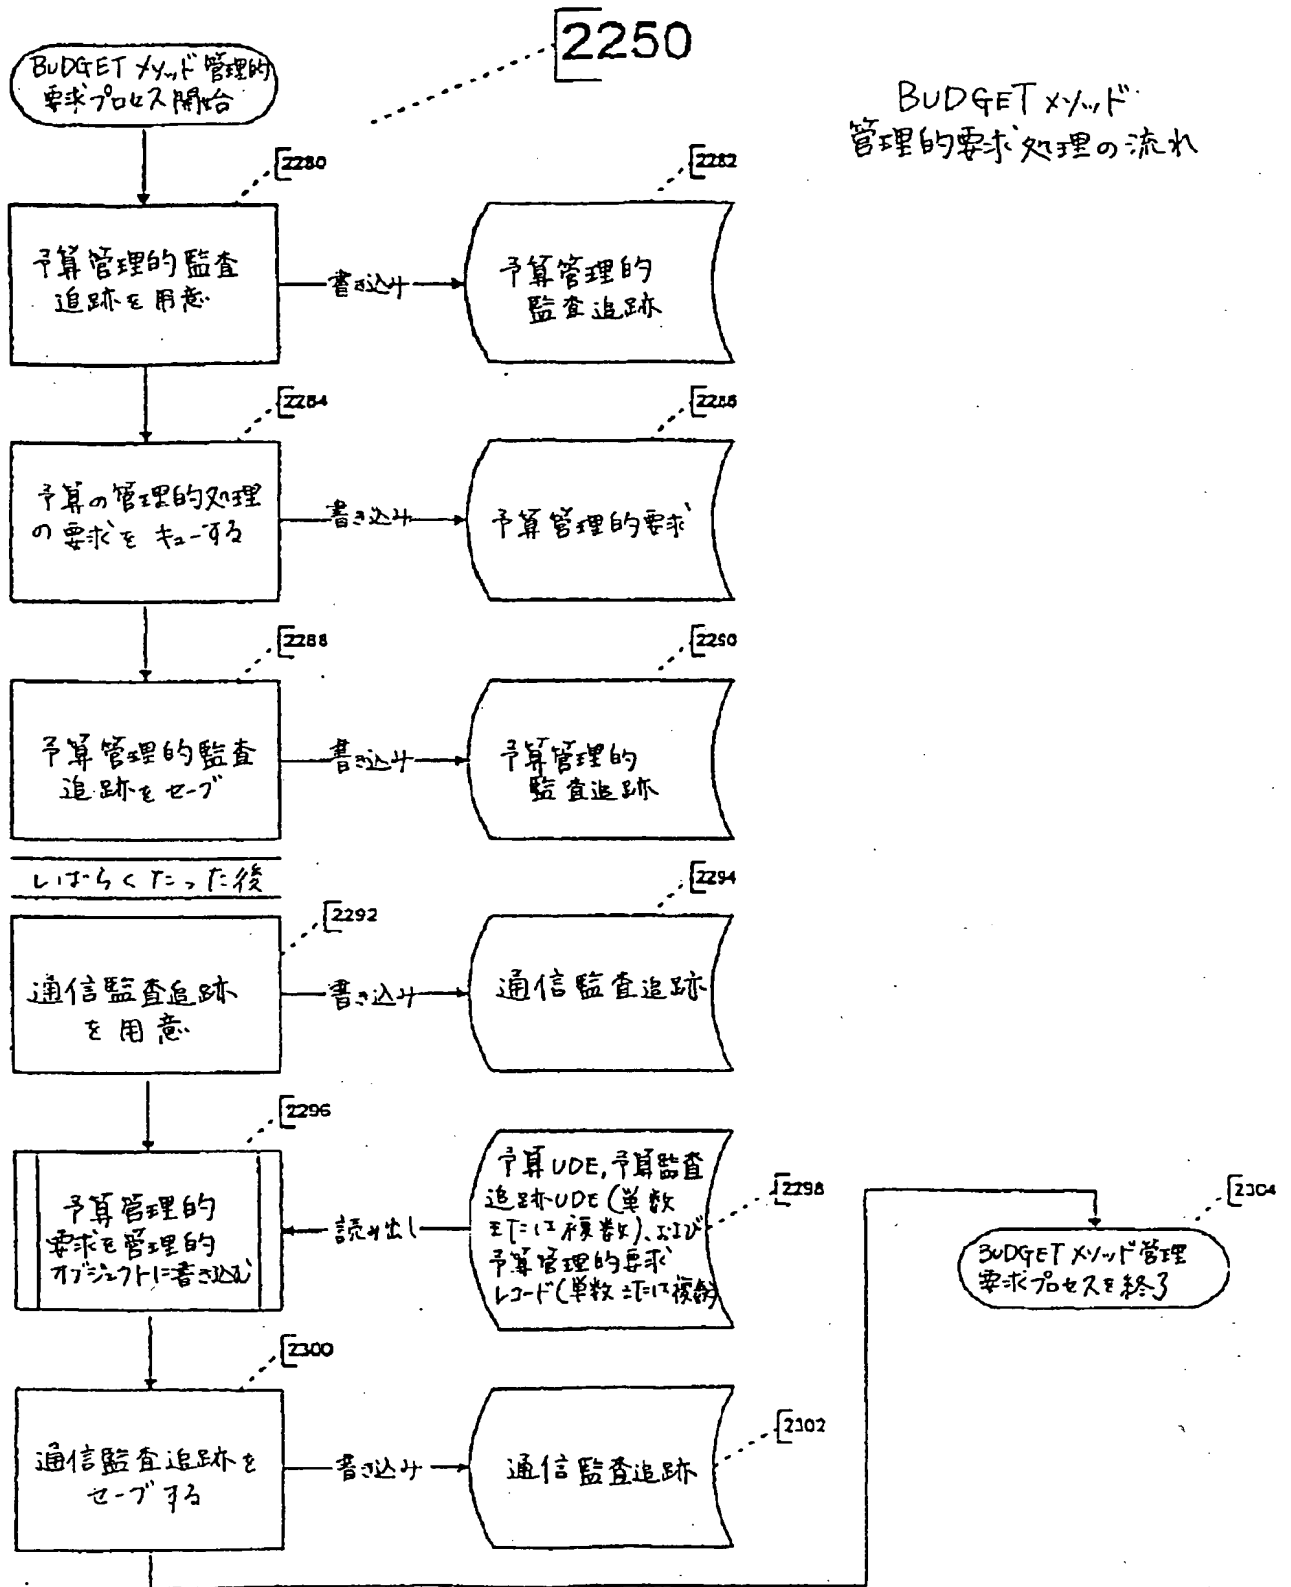 2250
BUDGETメソッド管理的
要求プロセス開始
BUDGETメソッド
管理的要求処理の流れ
2280
2282
予算管理的監査
追跡を用意
書き込み
予算管理的
監査追跡
2284
2286
予算の管理的処理
の要求をキューする
書き込み
予算管理的要求
2288
2290
予算管理的監査
追跡をセーブ
書き込み
予算管理的
監査追跡
しばらくたった後
2294
2292
通信監査追跡
を用意
書き込み
通信監査追跡
2296
予算管理的
要求を管理的
オブジェクトに書き込む
読み出し
予算UDE,予算監査
追跡UDE(単数
または複数)、および
予算管理的要求
レコード(単数または複数)
2298
2304
BUDGETメソッド管理
要求プロセスを終了
2300
通信監査追跡を
セーブする
書き込み
通信監査追跡
2302